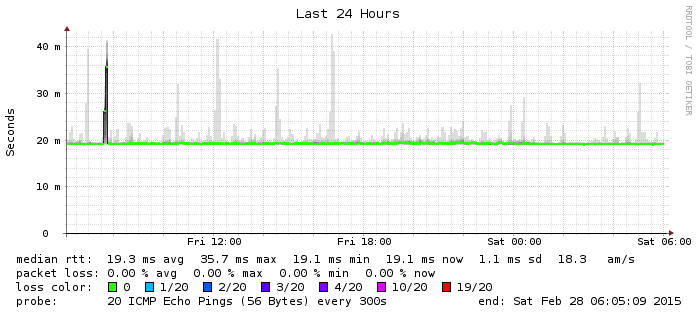 Last 24 Hours
RRDTOOL / TOBI OETIKER
Seconds
40 m
30 m
20 m
10 m
0
Fri 12:00 Fri 18:00 Sat 00:00 Sat 06:00
median rtt: 19.3 ms avg 35.7 ms max 19.1 ms min 19.1 ms now 1.1 ms sd 18.3 am/s
packet loss: 0.00 % avg 0.00 % max 0.00 % min 0.00 % now
loss color: 0 1/20 2/20 3/20 4/20 10/20 19/20
probe: 20 ICMP Echo Pings (56 Bytes) every 300s end: Sat Feb 28 06:05:09 2015